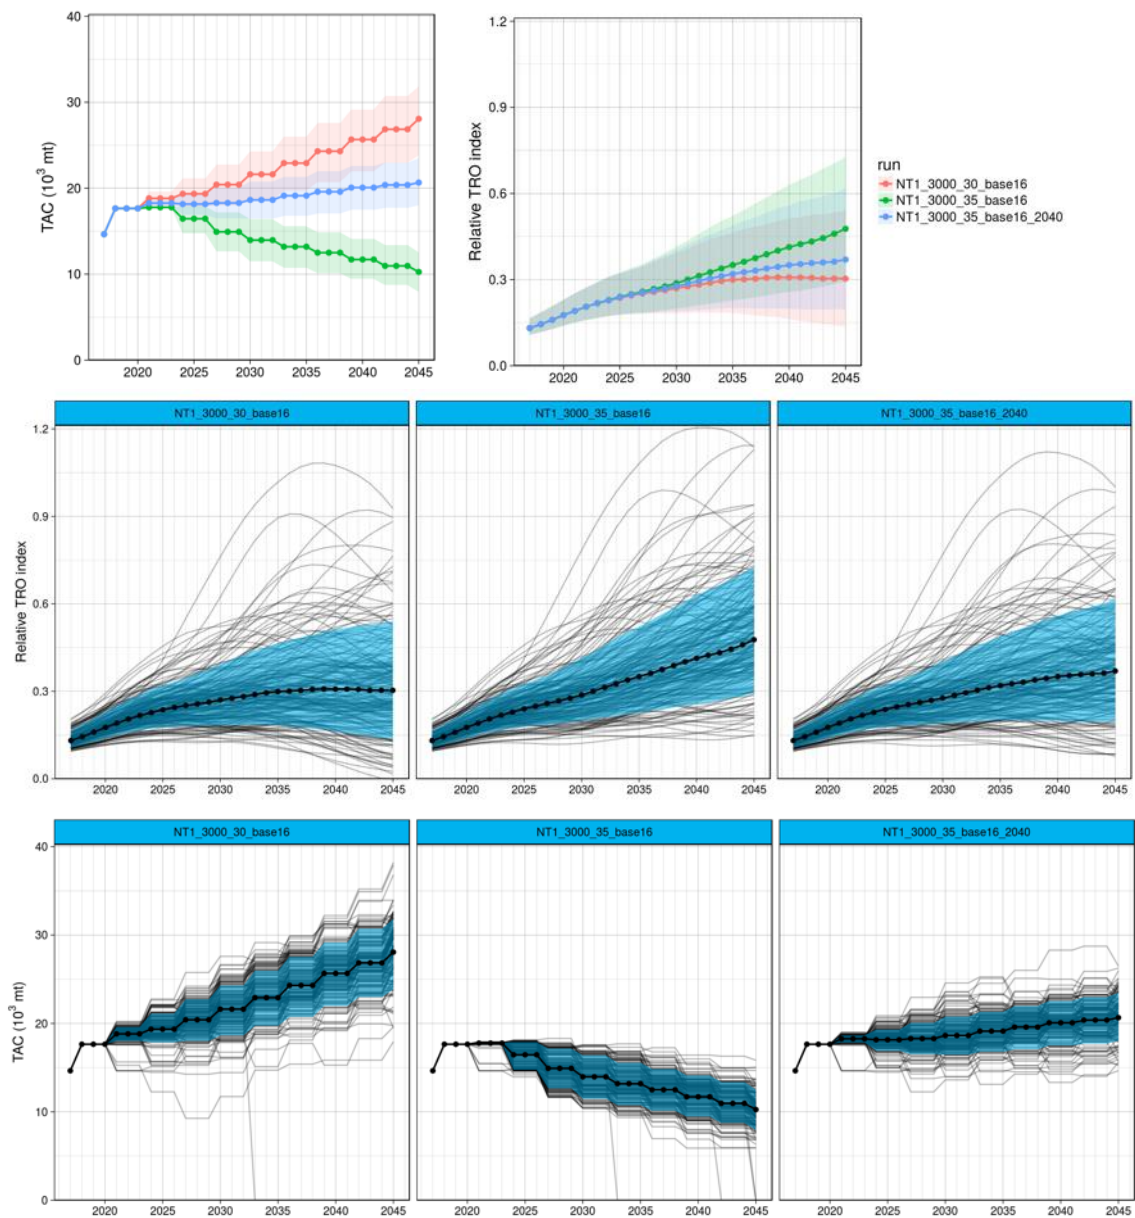 40
30
20
10
0
TAC (10³ mt)
2020 2025 2030 2035 2040 2045
1.2
0.9
0.6
0.3
0.0
Relative TRO index
2020 2025 2030 2035 2040 2045
run
NT1_3000_30_base16
NT1_3000_35_base16
NT1_3000_35_base16_2040
NT1_3000_30_base16 NT1_3000_35_base16 NT1_3000_35_base16_2040
1.2
0.9
0.6
0.3
0.0
Relative TRO index
2020 2025 2030 2035 2040 2045 2020 2025 2030 2035 2040 2045 2020 2025 2030 2035 2040 2045
NT1_3000_30_base16 NT1_3000_35_base16 NT1_3000_35_base16_2040
40
30
20
10
0
TAC (10³ mt)
2020 2025 2030 2035 2040 2045 2020 2025 2030 2035 2040 2045 2020 2025 2030 2035 2040 2045